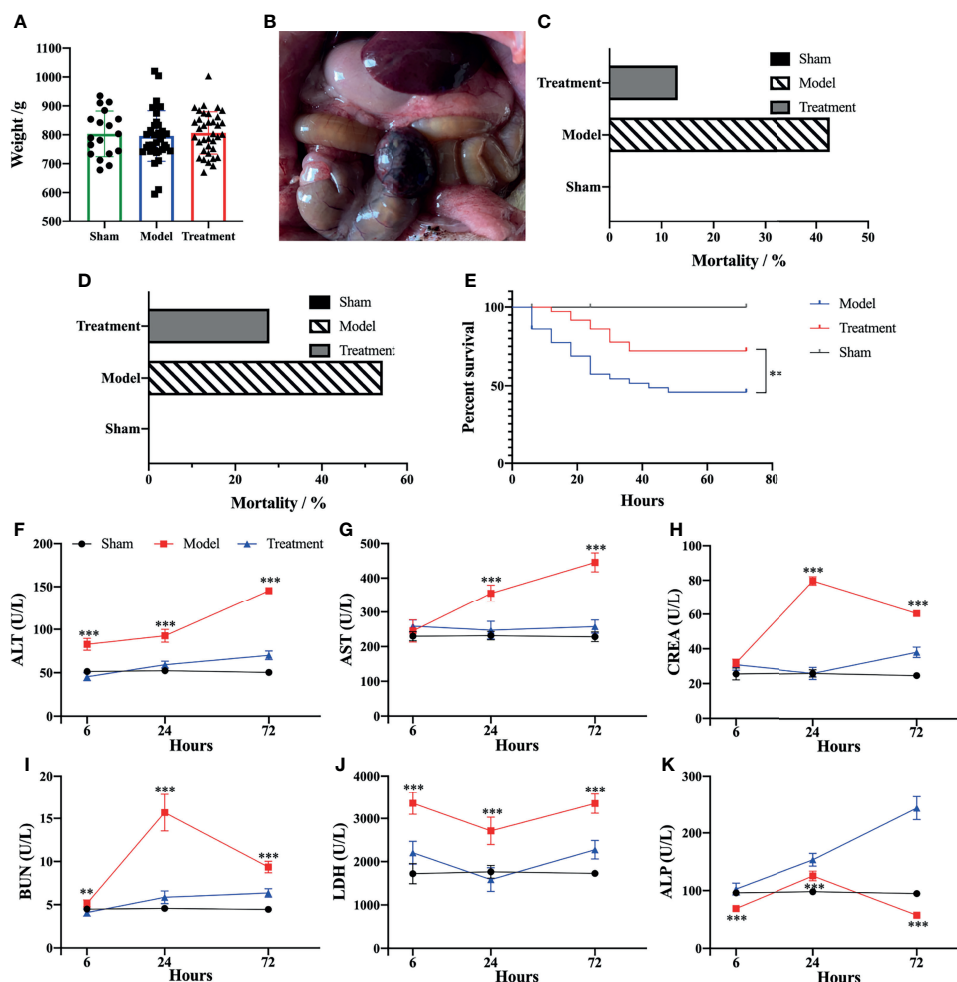 A
Weight /g
1100
1000
900
800
700
600
500
Sham Model Treatment
B
C
Treatment
Model
Sham
Sham
Model
Treatment
0 10 20 30 40 50
Mortality / %
D
Treatment
Model
Sham
Sham
Model
Treatment
0 20 40 60
Mortality / %
E
Percent survival
100
50
0
0 20 40 60 80
Hours
Model
Treatment
Sham
**
F
Sham Model Treatment
ALT (U/L)
200
150
100
50
0
*** *** ***
6 24 72
Hours
G
AST (U/L)
500
400
300
200
100
0
*** ***
6 24 72
Hours
H
CREA (U/L)
100
80
60
40
20
0
*** ***
6 24 72
Hours
I
BUN (U/L)
20
15
10
5
0
** *** ***
6 24 72
Hours
J
LDH (U/L)
4000
3000
2000
1000
0
*** *** ***
6 24 72
Hours
K
ALP (U/L)
300
200
100
0
*** *** ***
6 24 72
Hours